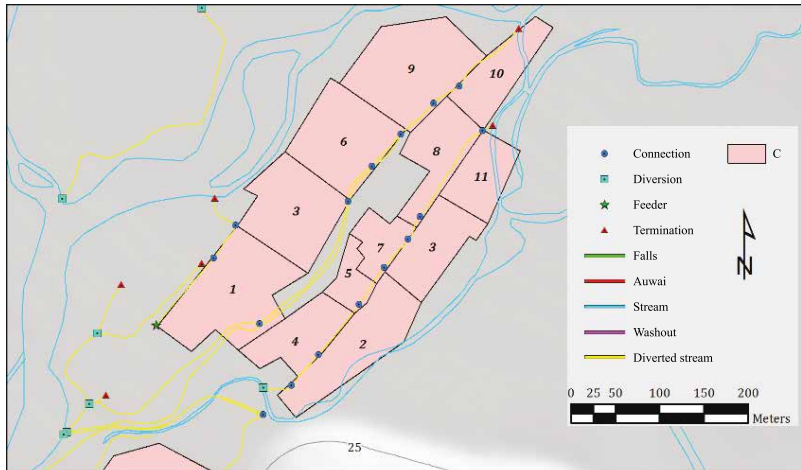 9
10
6
8
11
3
7
3
1
5
4
2
25
Connection
C
Diversion
Feeder
Termination
Falls
N
Auwai
Stream
Washout
Diverted stream
0 25 50 100 150 200
Meters